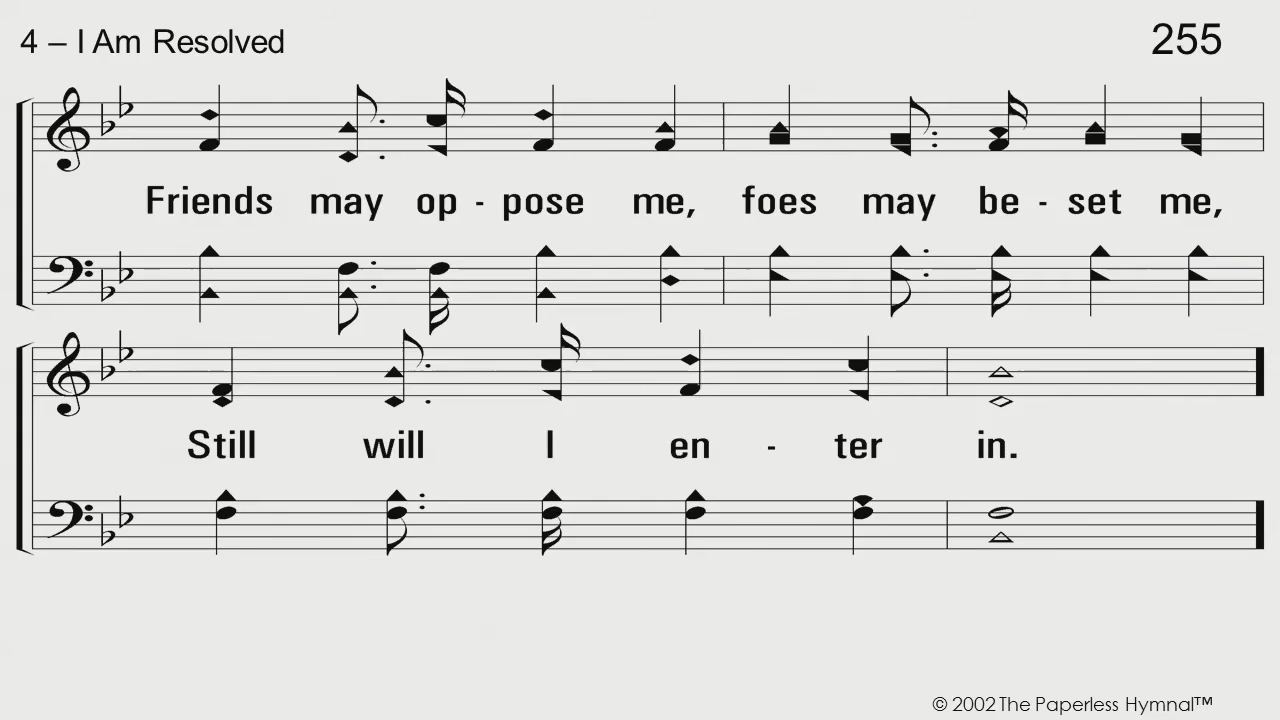 4 – I Am Resolved
255
Friends may op - pose me, foes may be - set me,
Still will I en - ter in.
© 2002 The Paperless Hymnal™